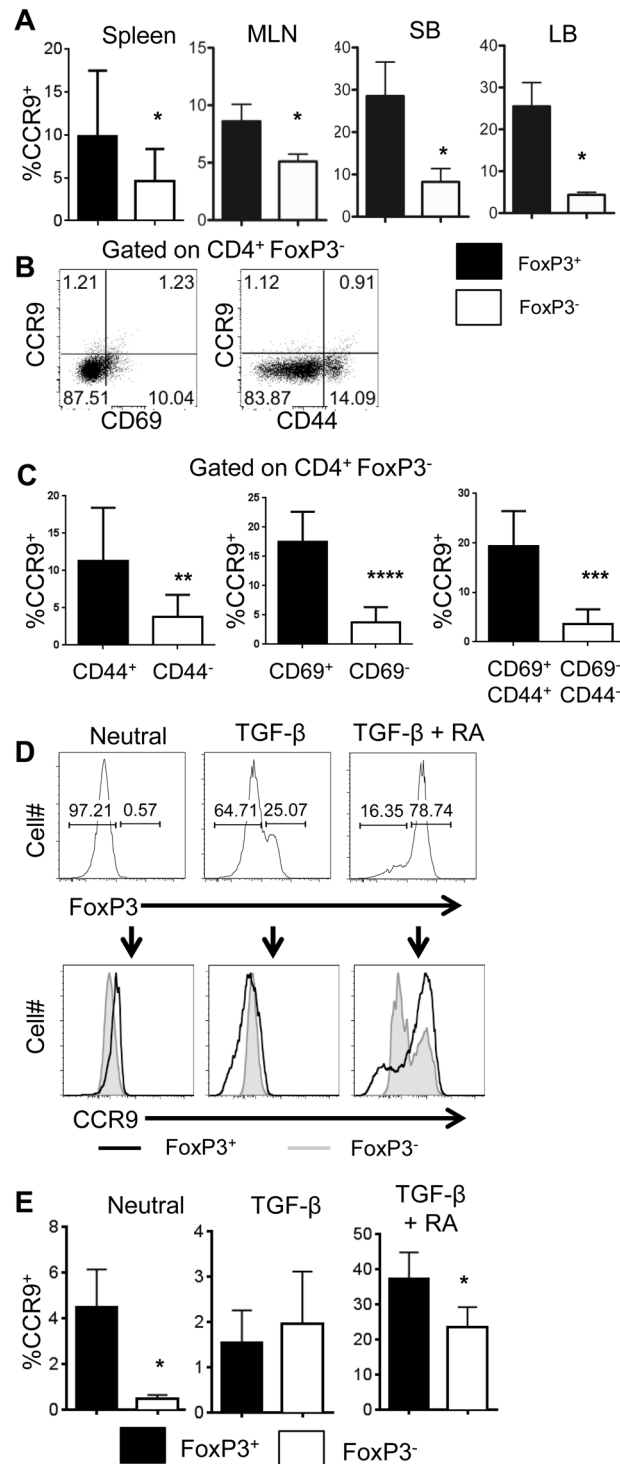 A
Spleen
MLN
SB
LB
%CCR9+
20
15
10
5
0
*
15
10
5
0
*
40
30
20
10
0
*
40
30
20
10
0
*
FoxP3+
FoxP3-
B
Gated on CD4+ FoxP3-
CCR9
1.21 1.23
87.51 10.04
CD69
CCR9
1.12 0.91
83.87 14.09
CD44
C
Gated on CD4+ FoxP3-
%CCR9+
20
15
10
5
0
**
CD44+ CD44-
%CCR9+
25
20
15
10
5
0
****
CD69+ CD69-
%CCR9+
30
20
10
0
***
CD69+ CD69-
CD44+ CD44-
D
Neutral
TGF-β
TGF-β + RA
Cell#
97.21 0.57
64.71 25.07
16.35 78.74
FoxP3
Cell#
CCR9
FoxP3+
FoxP3-
E
Neutral
TGF-β
TGF-β
+ RA
%CCR9+
8
6
4
2
0
*
4
3
2
1
0
50
40
30
20
10
0
*
FoxP3+
FoxP3-